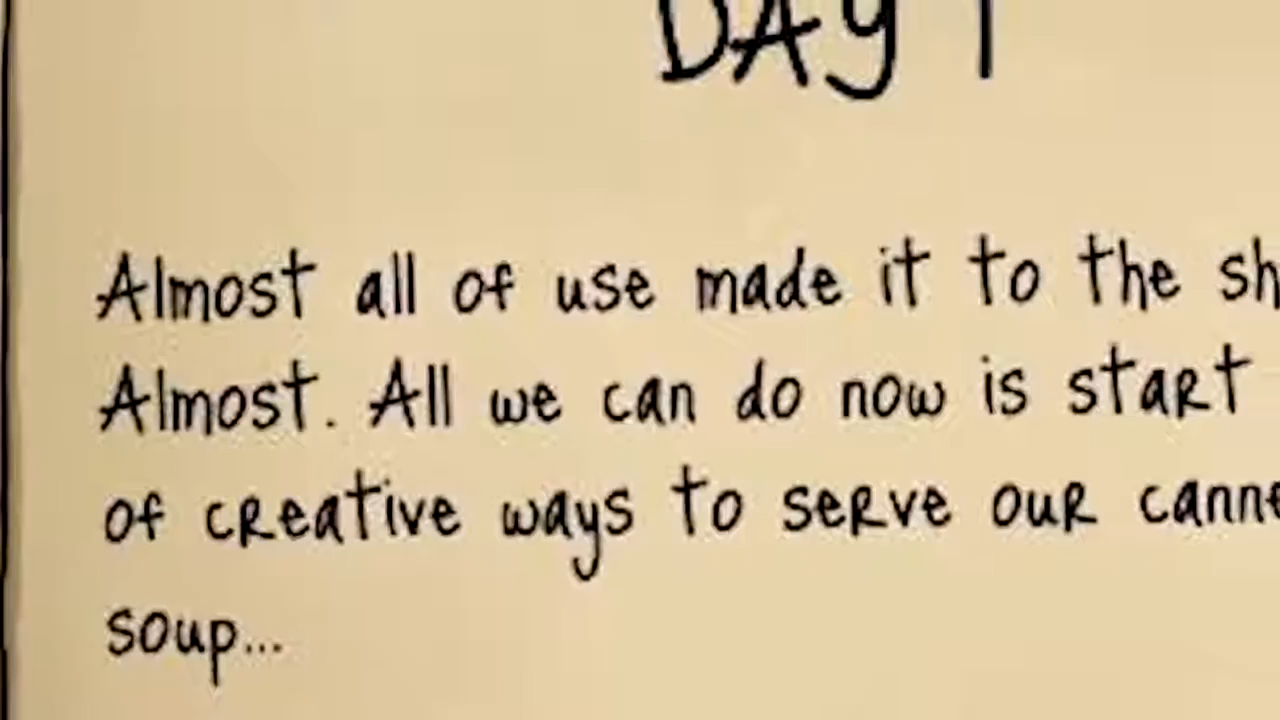 DAY 1
Almost all of use made it to the sh
Almost. All we can do now is start
of creative ways to serve our canne
soup...